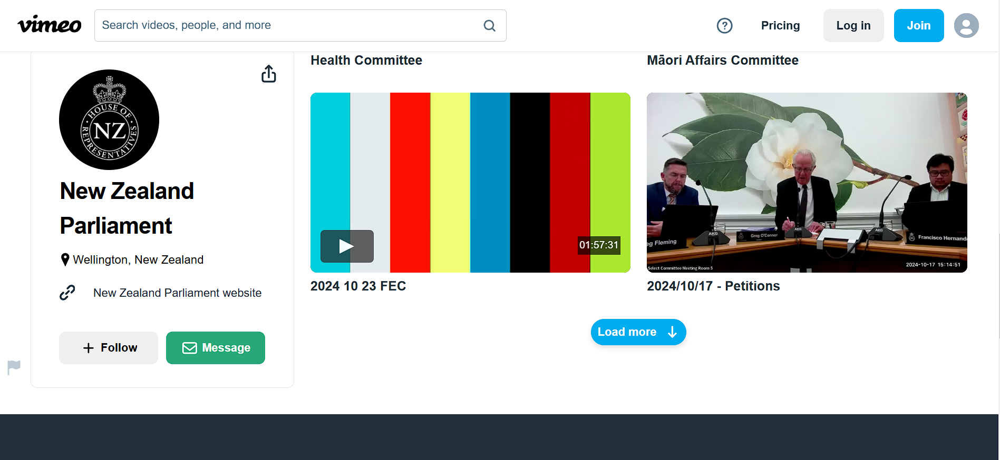 vimeo
Search videos, people, and more
Pricing
Log in
Join
HOUSE OF
NZ
REPRESENTATIVES
New Zealand
Parliament
Wellington, New Zealand
New Zealand Parliament website
Follow
Message
Health Committee
Māori Affairs Committee
01:57:31
2024 10 23 FEC
eg Fleming
AKG
Greg O'Connor
AKG
AKG
Francisco Hernand
Select Committee Meeting Room 5
2024-10-17 15:14:51
2024/10/17 - Petitions
Load more